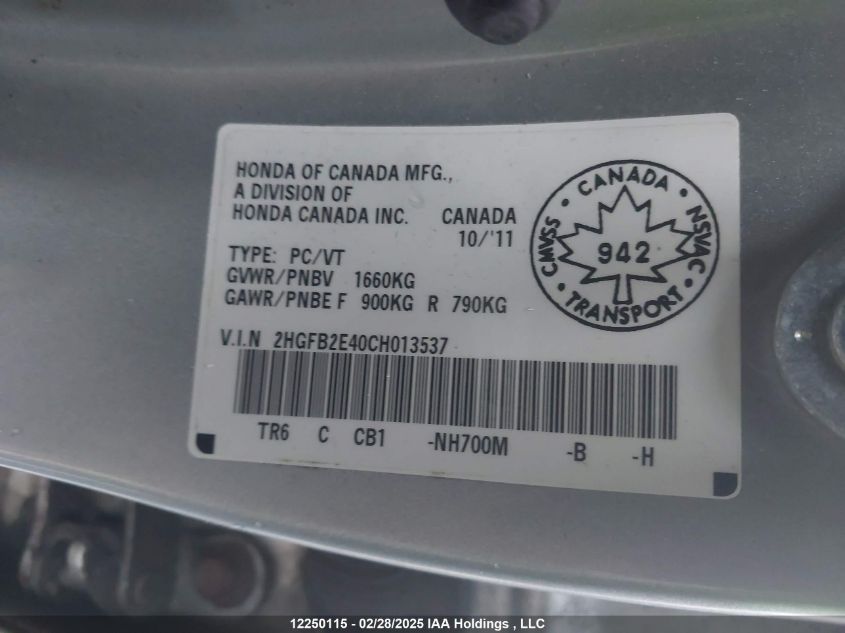 HONDA OF CANADA MFG.,
A DIVISION OF
HONDA CANADA INC. CANADA
10/'11
TYPE: PC/VT
GVWR/PNBV 1660KG
GAWR/PNBE F 900KG R 790KG
V.I.N 2HGFB2E40CH013537
TR6 C CB1 -NH700M -B -H
• CANADA •
CMVSS 942 NSVAC
• TRANSPORT •
12250115 - 02/28/2025 IAA Holdings , LLC